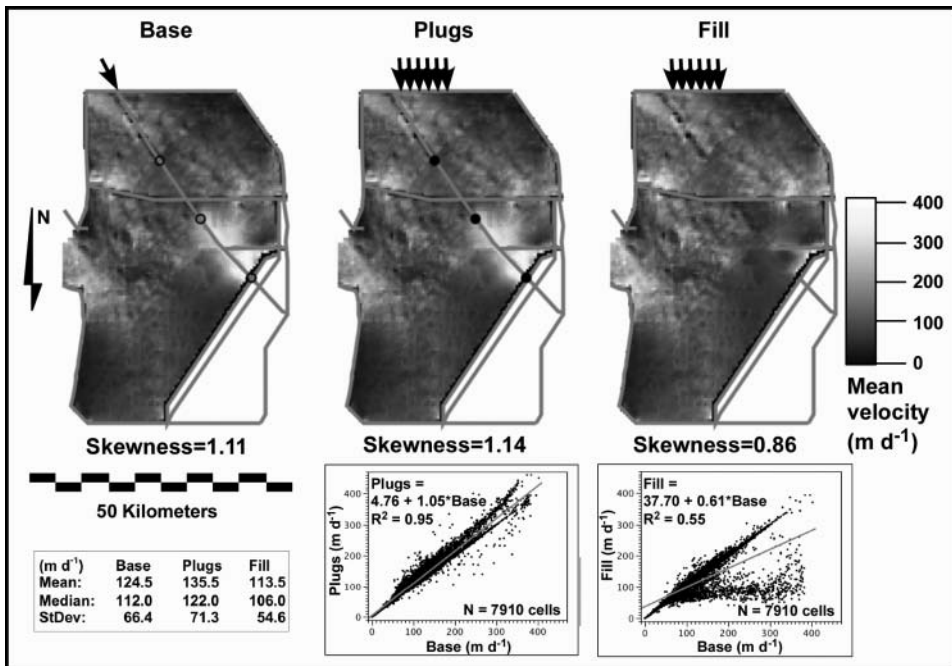 Base Plugs Fill
N
400
300
200
100
0
Mean
velocity
(m d⁻¹)
Skewness=1.11 Skewness=1.14 Skewness=0.86
50 Kilometers
(m d⁻¹) Base Plugs Fill
Mean: 124.5 135.5 113.5
Median: 112.0 122.0 106.0
StDev: 66.4 71.3 54.6
Plugs =
4.76 + 1.05*Base
R² = 0.95
N = 7910 cells
Plugs (m d⁻¹)
400
300
200
100
0
0 100 200 300 400
Base (m d⁻¹)
Fill =
37.70 + 0.61*Base
R² = 0.55
N = 7910 cells
Fill (m d⁻¹)
400
300
200
100
0
0 100 200 300 400
Base (m d⁻¹)